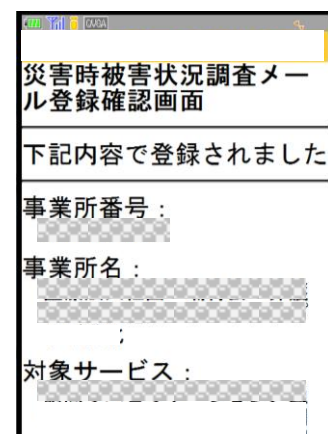 災害時被害状況調査メー
ル登録確認画面
下記内容で登録されました
事業所番号：
事業所名：
対象サービス：